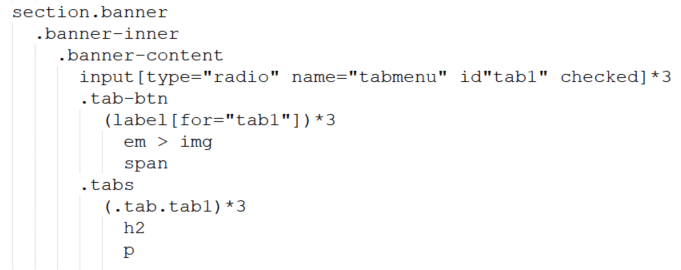 section.banner
.banner-inner
.banner-content
input[type="radio" name="tabmenu" id"tab1" checked]*3
.tab-btn
(label[for="tab1"])*3
em > img
span
.tabs
(.tab.tab1)*3
h2
p